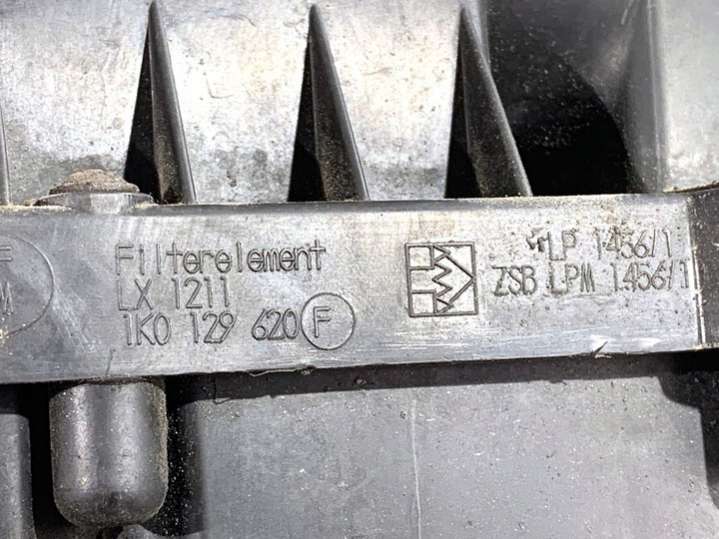 F
M
Filterelement
LX 1211
1K0 129 620 F
LP 1456/1
ZSB LPM 1456/1